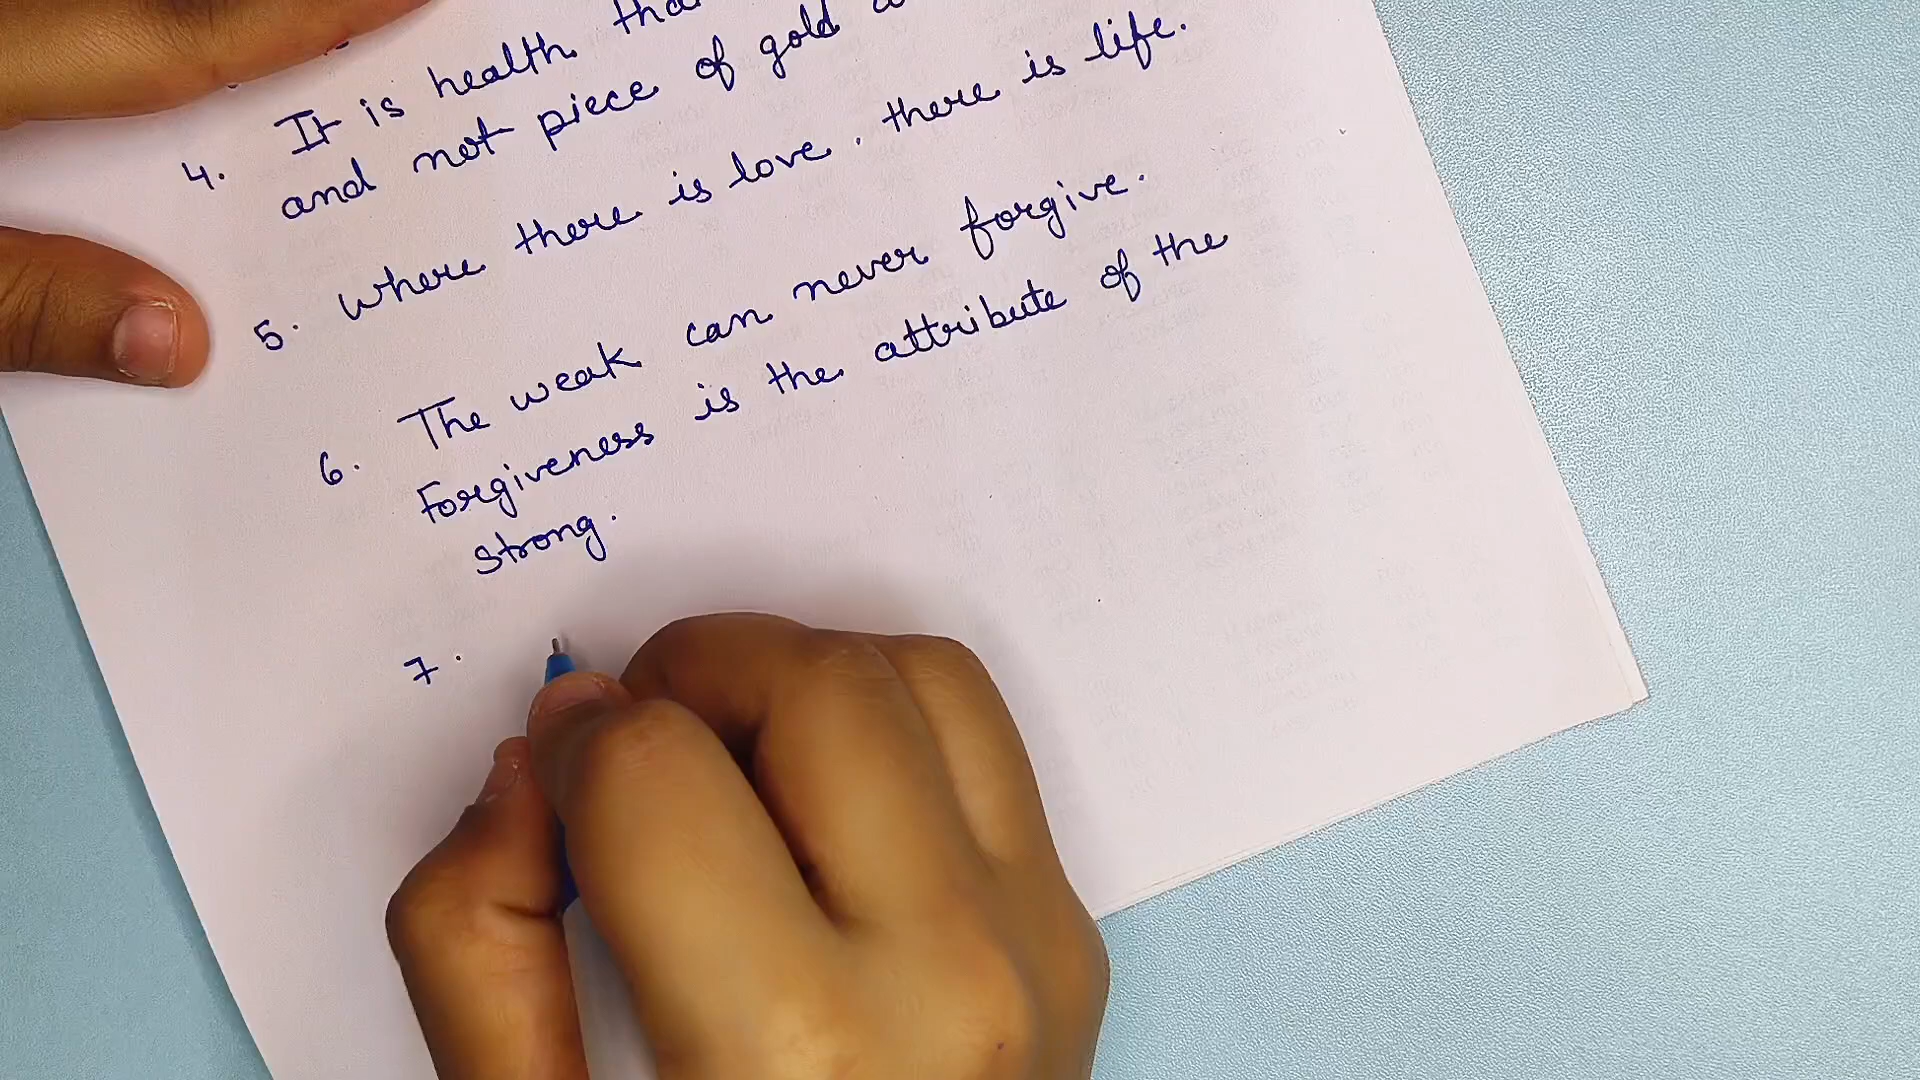 4. It is health
and not piece of gold
5. where there is love. there is life.
6. The weak can never forgive.
Forgiveness is the attribute of the
strong.
7.